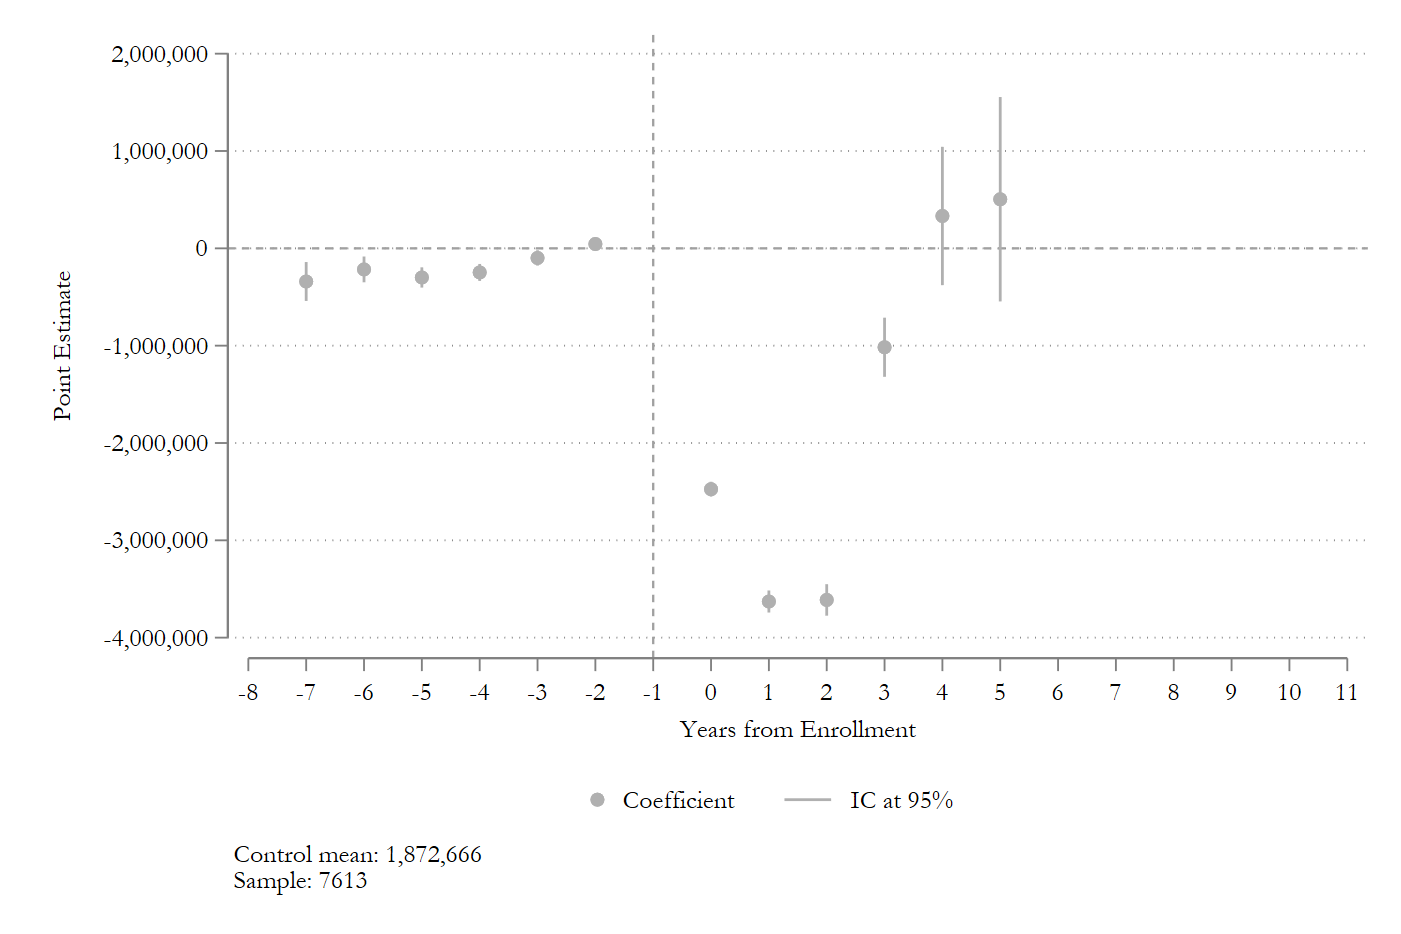 2,000,000
1,000,000
0
-1,000,000
-2,000,000
-3,000,000
-4,000,000
Point Estimate
-8 -7 -6 -5 -4 -3 -2 -1 0 1 2 3 4 5 6 7 8 9 10 11
Years from Enrollment
Coefficient IC at 95%
Control mean: 1,872,666
Sample: 7613